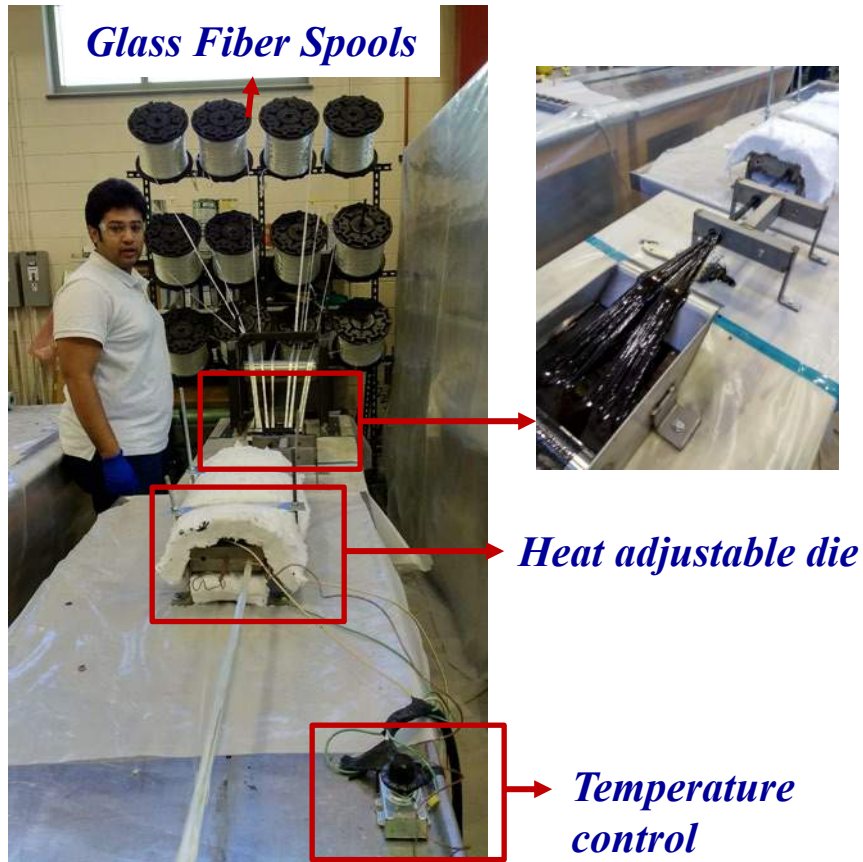 Glass Fiber Spools
Heat adjustable die
Temperature
control